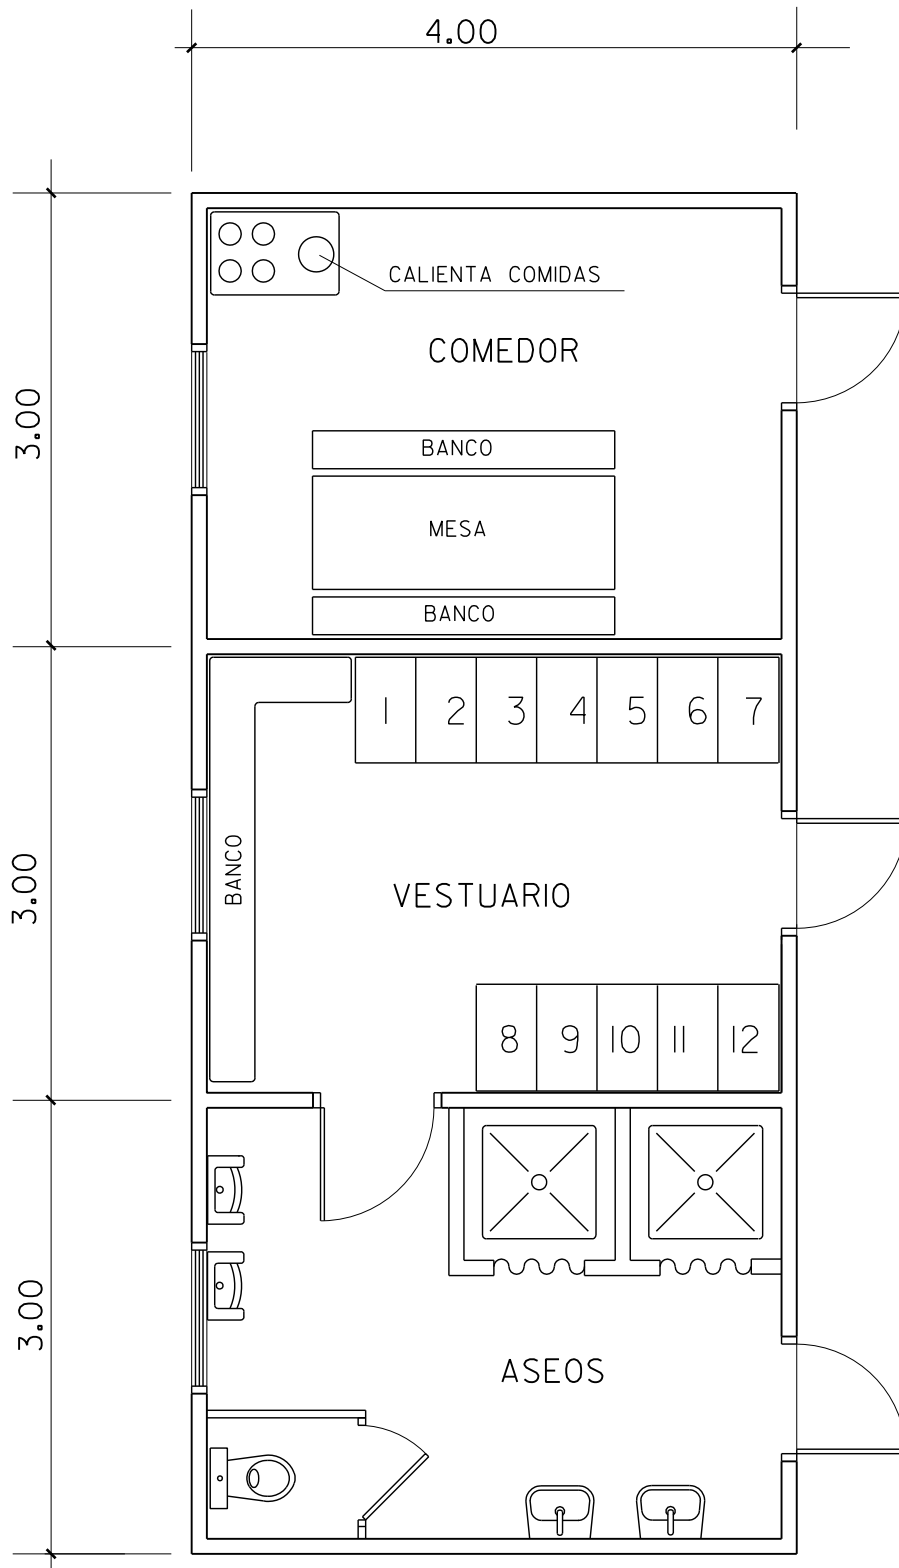 4.00
CALIENTA COMIDAS
COMEDOR
3.00
BANCO
MESA
BANCO
1 2 3 4 5 6 7
3.00
BANCO
VESTUARIO
8 9 10 11 12
3.00
ASEOS